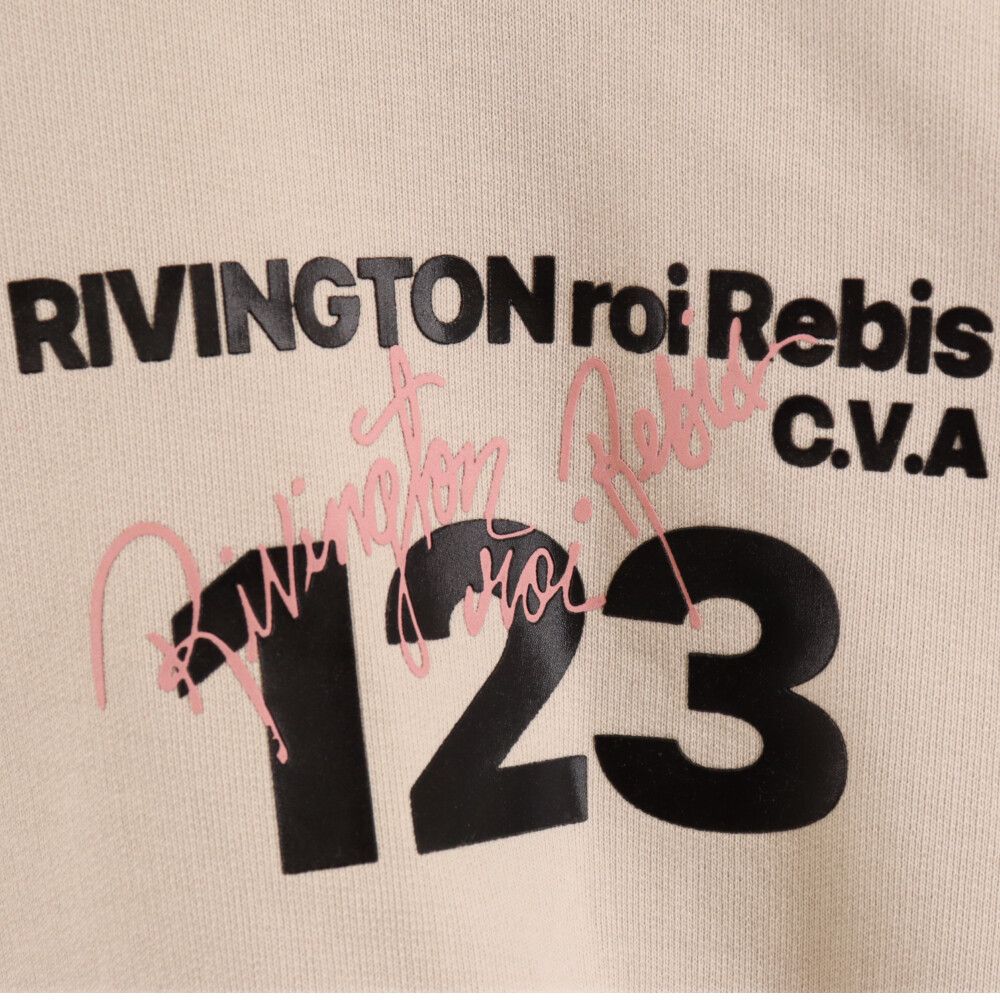 RIVINGTON roi Rebis
C.V.A
Rivington
roi Rebis
123